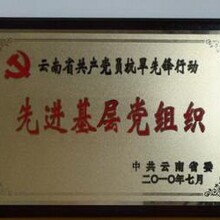 云南省共产党员抗旱先锋行动
先进基层党组织
中共云南省委
二〇一〇年七月